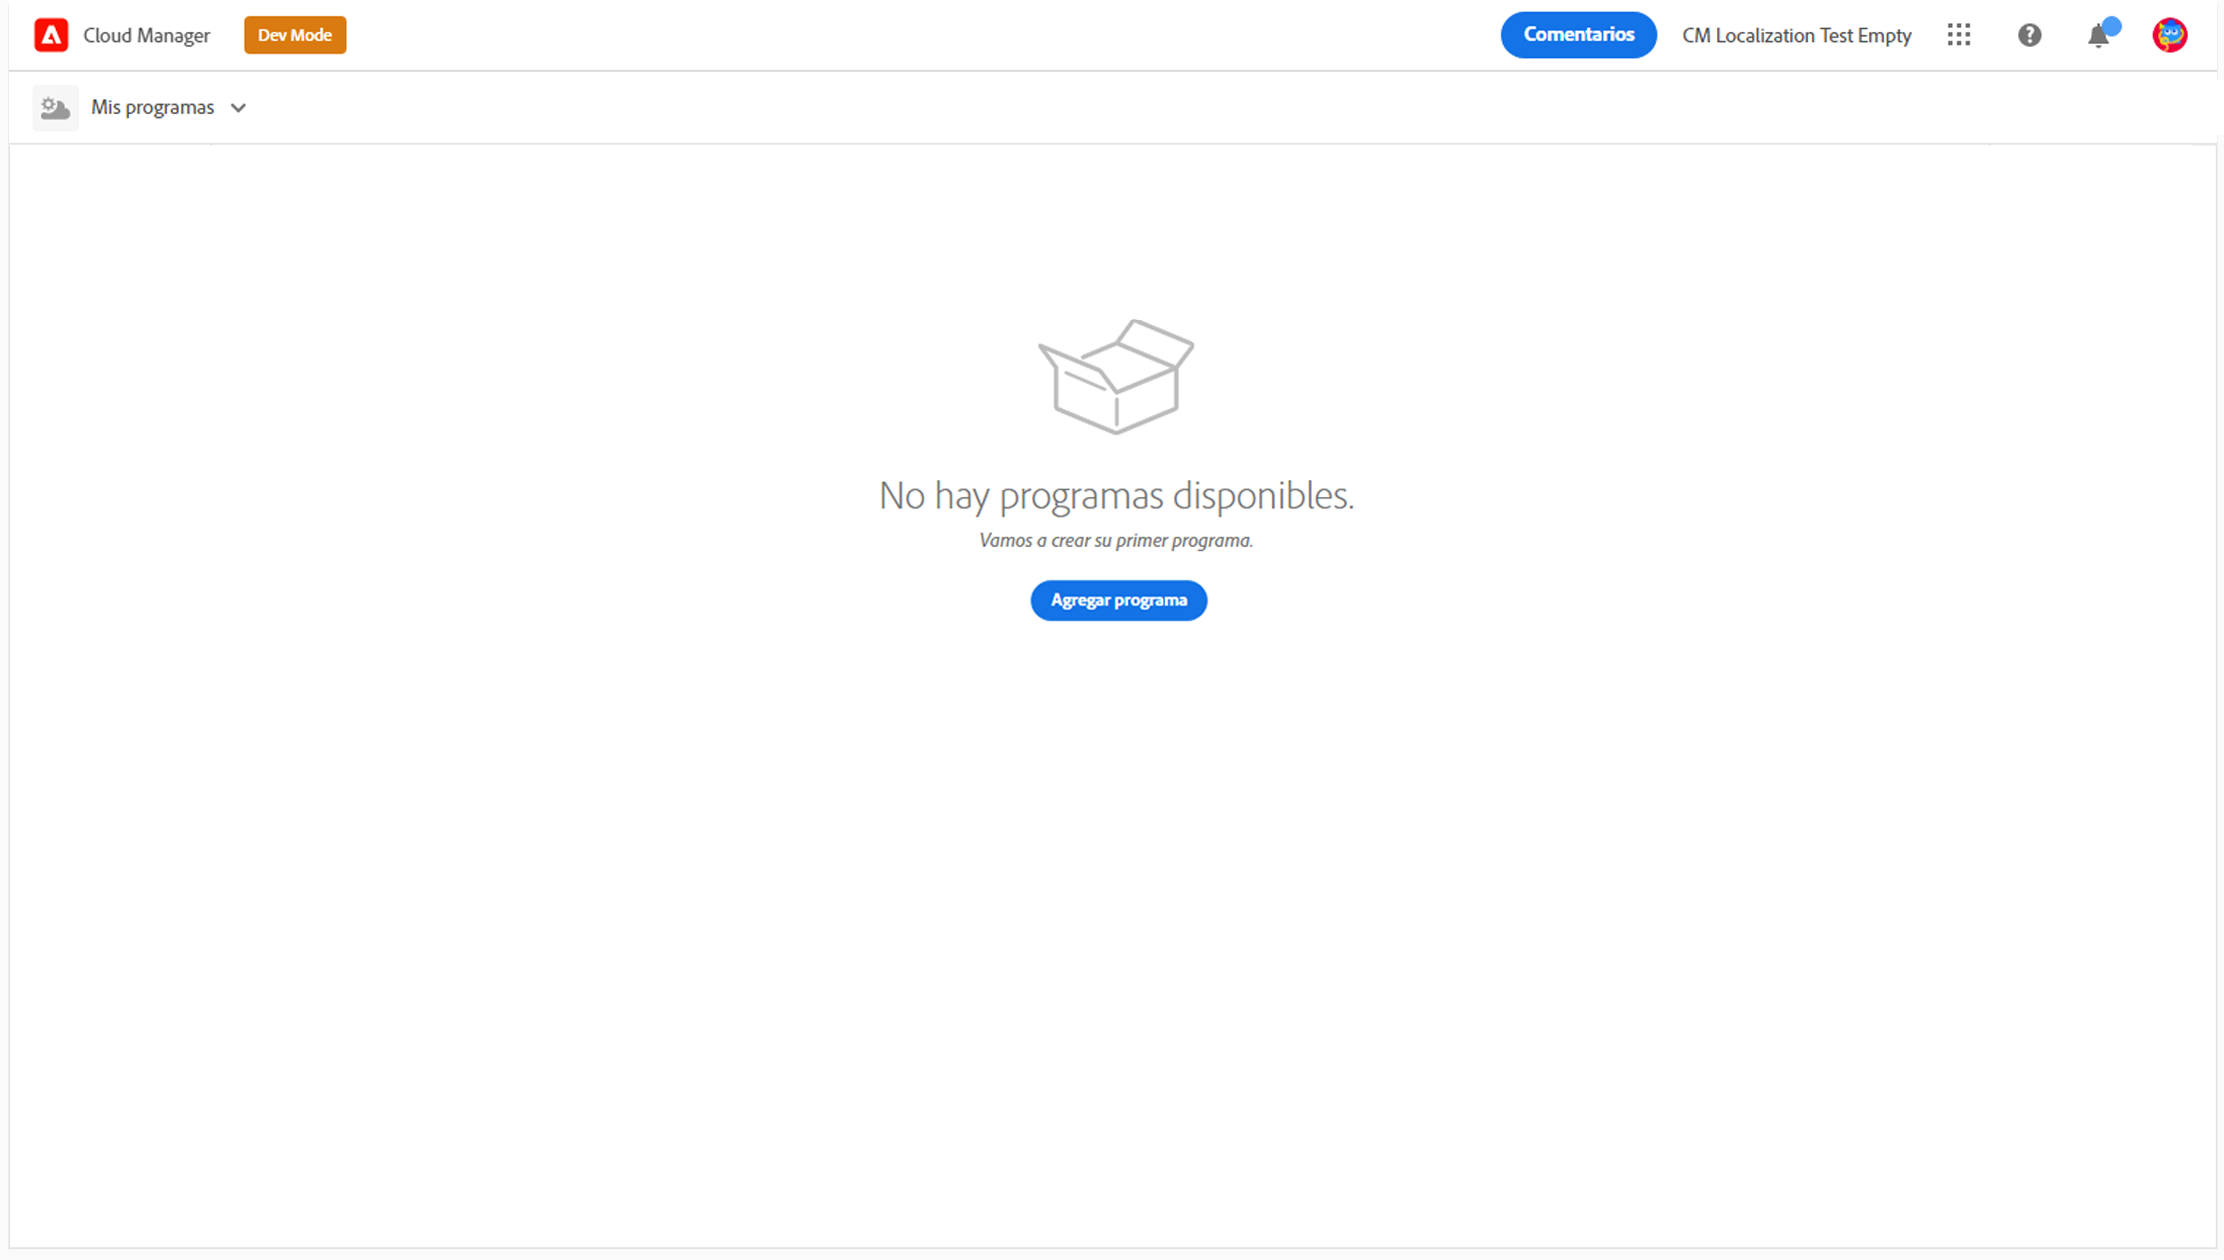 Cloud Manager
Dev Mode
Comentarios
CM Localization Test Empty
Mis programas
No hay programas disponibles.
Vamos a crear su primer programa.
Agregar programa